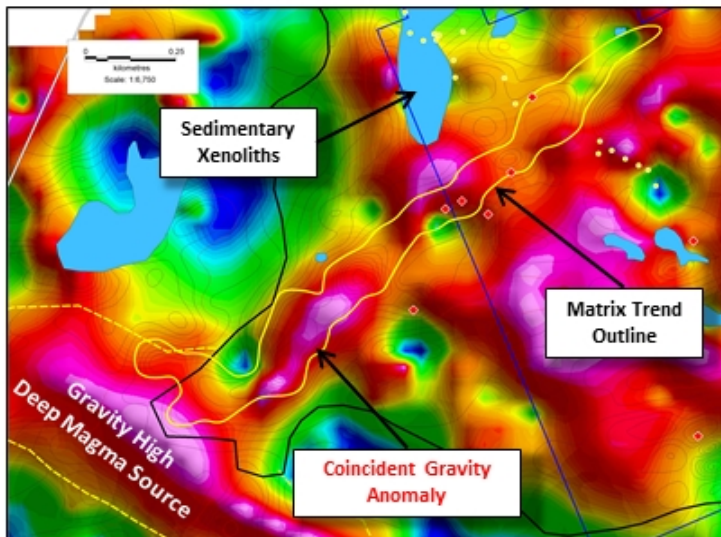 0 0.25
kilometres
Scale: 1:6,750
Sedimentary
Xenoliths
Matrix Trend
Outline
Gravity High
Deep Magma Source
Coincident Gravity
Anomaly